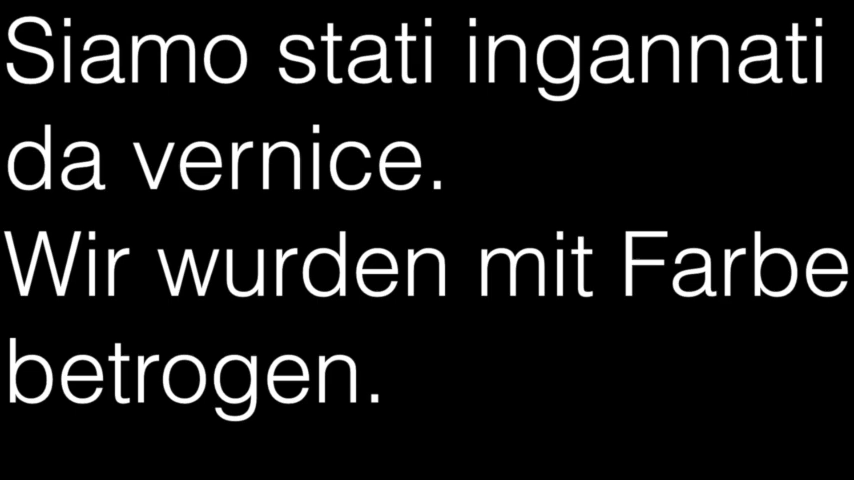 Siamo stati ingannati
da vernice.
Wir wurden mit Farbe
betrogen.